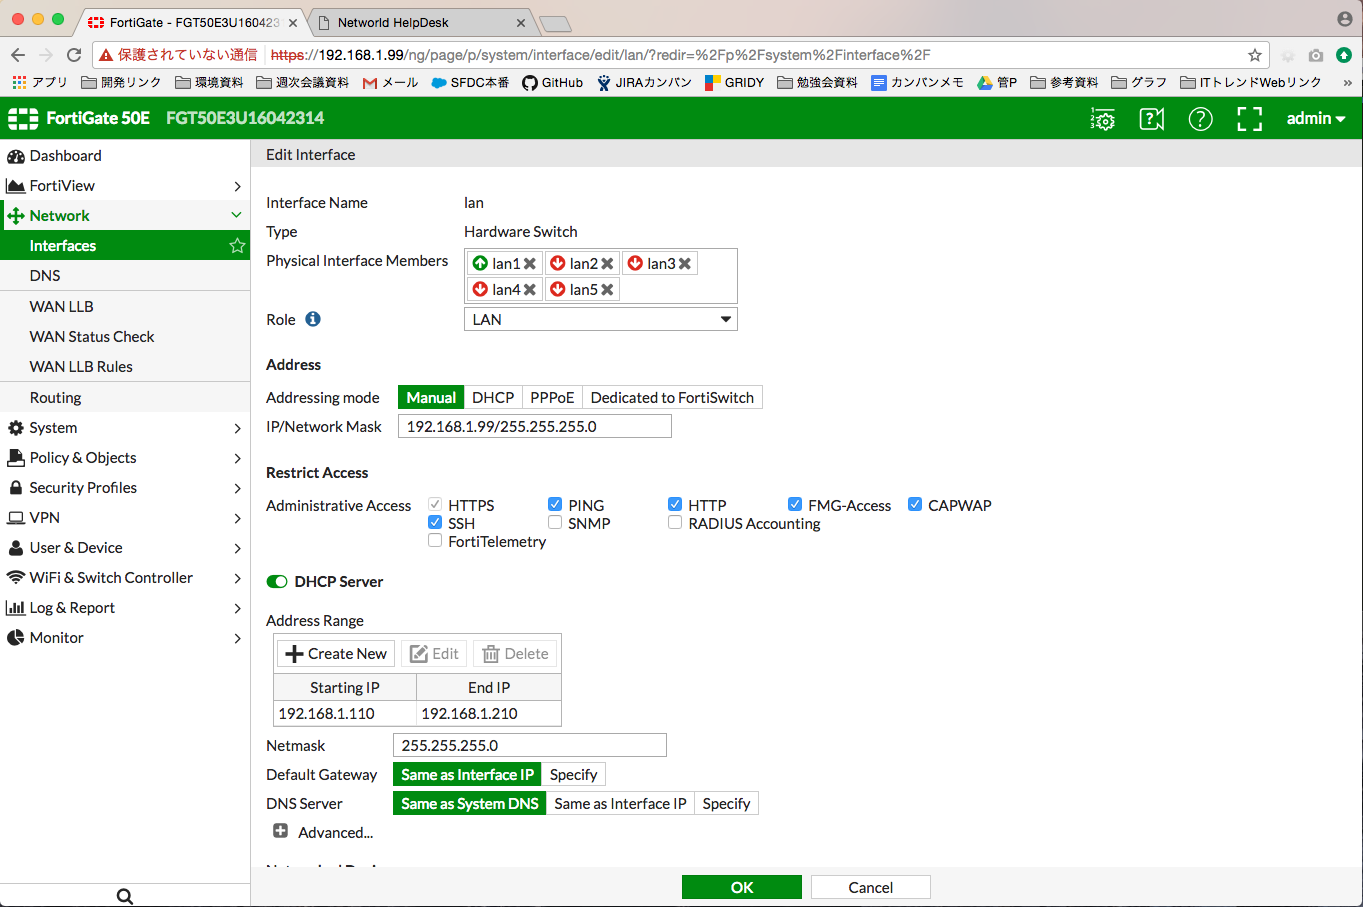 FortiGate - FGT50E3U16042314
Networld HelpDesk
保護されていない通信 https://192.168.1.99/ng/page/p/system/interface/edit/lan/?redir=%2Fp%2Fsystem%2Finterface%2F
アプリ 開発リンク 環境資料 週次会議資料 メール SFDC本番 GitHub JIRAカンバン GRIDY 勉強会資料 カンバンメモ 管P 参考資料 グラフ ITトレンドWebリンク »
FortiGate 50E FGT50E3U16042314
admin
Dashboard
FortiView
Network
Interfaces
DNS
WAN LLB
WAN Status Check
WAN LLB Rules
Routing
System
Policy & Objects
Security Profiles
VPN
User & Device
WiFi & Switch Controller
Log & Report
Monitor
Edit Interface
Interface Name lan
Type Hardware Switch
Physical Interface Members lan1 lan2 lan3
lan4 lan5
Role LAN
Address
Addressing mode Manual DHCP PPPoE Dedicated to FortiSwitch
IP/Network Mask 192.168.1.99/255.255.255.0
Restrict Access
Administrative Access HTTPS PING HTTP FMG-Access CAPWAP
SSH SNMP RADIUS Accounting
FortiTelemetry
DHCP Server
Address Range
Create New Edit Delete
Starting IP End IP
192.168.1.110 192.168.1.210
Netmask 255.255.255.0
Default Gateway Same as Interface IP Specify
DNS Server Same as System DNS Same as Interface IP Specify
Advanced...
OK Cancel